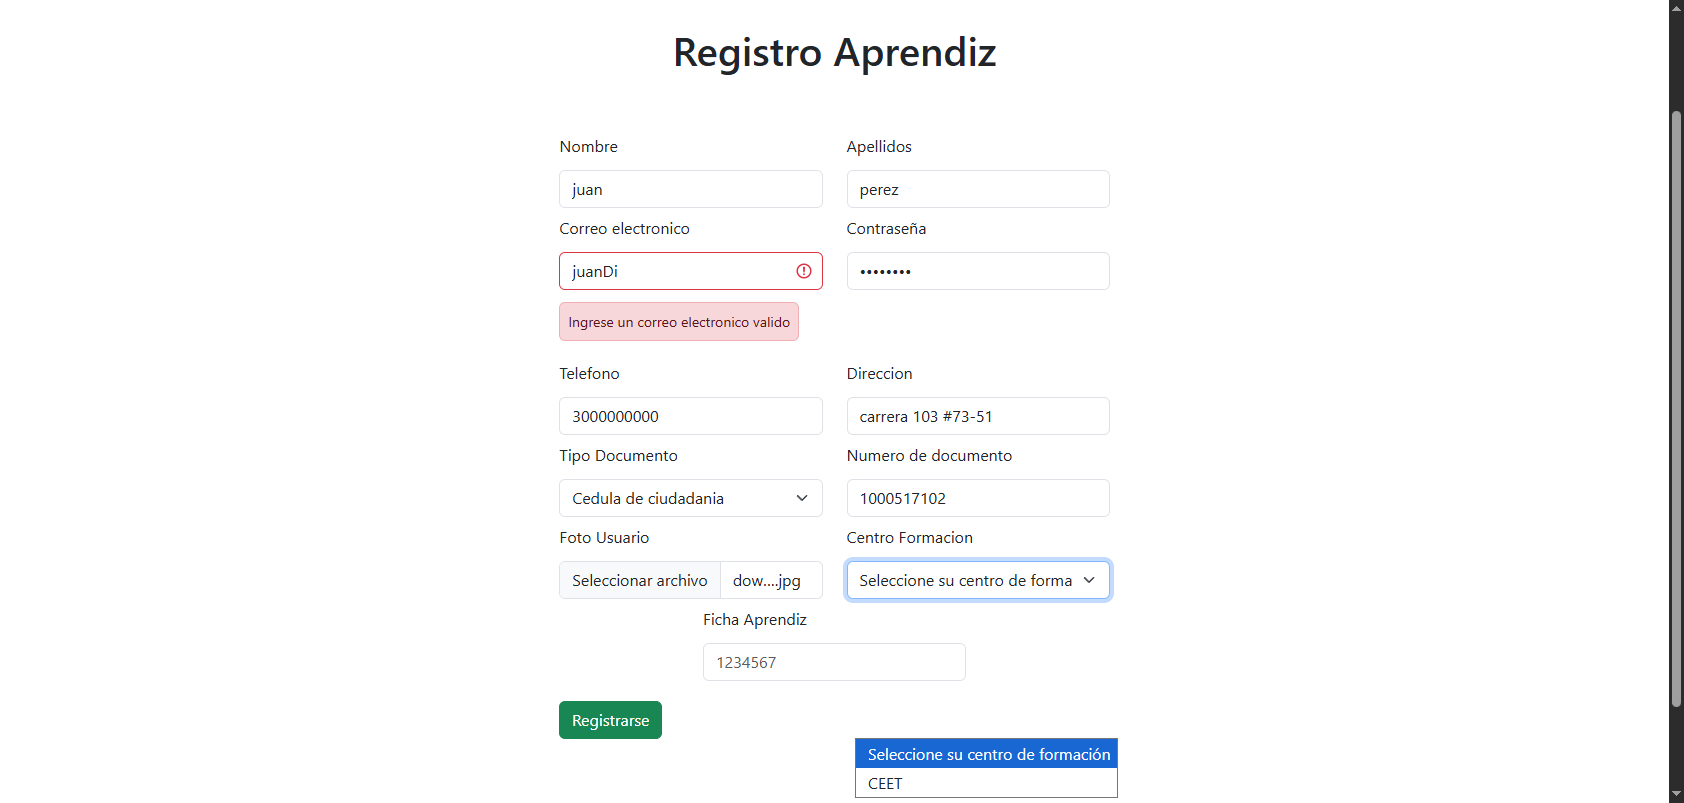 Registro Aprendiz
Nombre
Apellidos
juan
perez
Correo electronico
Contraseña
juanDi
••••••••
Ingrese un correo electronico valido
Telefono
Direccion
3000000000
carrera 103 #73-51
Tipo Documento
Numero de documento
Cedula de ciudadania
1000517102
Foto Usuario
Centro Formacion
Seleccionar archivo
dow....jpg
Seleccione su centro de forma
Ficha Aprendiz
1234567
Registrarse
Seleccione su centro de formación
CEET